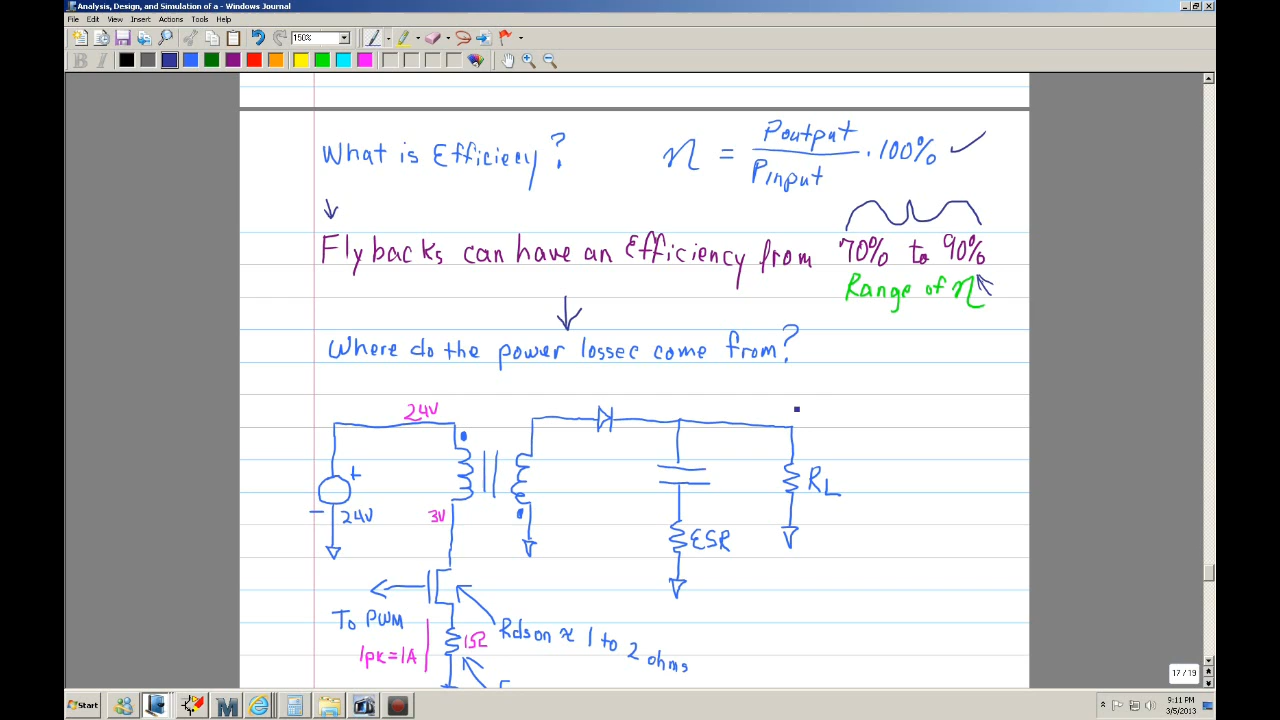 Analysis, Design, and Simulation of a - Windows Journal
File Edit View Insert Actions Tools Help
150%
B I
What is Efficiecy? η = Poutput / Pinput · 100%
Flybacks can have an Efficiency from 70% to 90%
Range of η
Where do the power lossec come from?
24V
+
3V
RL
− 24V
ESR
To PWM
Rdson ≈ 1 to 2 ohms
1Ω
Ipk=1A
17 / 19
Start
9:11 PM
3/5/2013